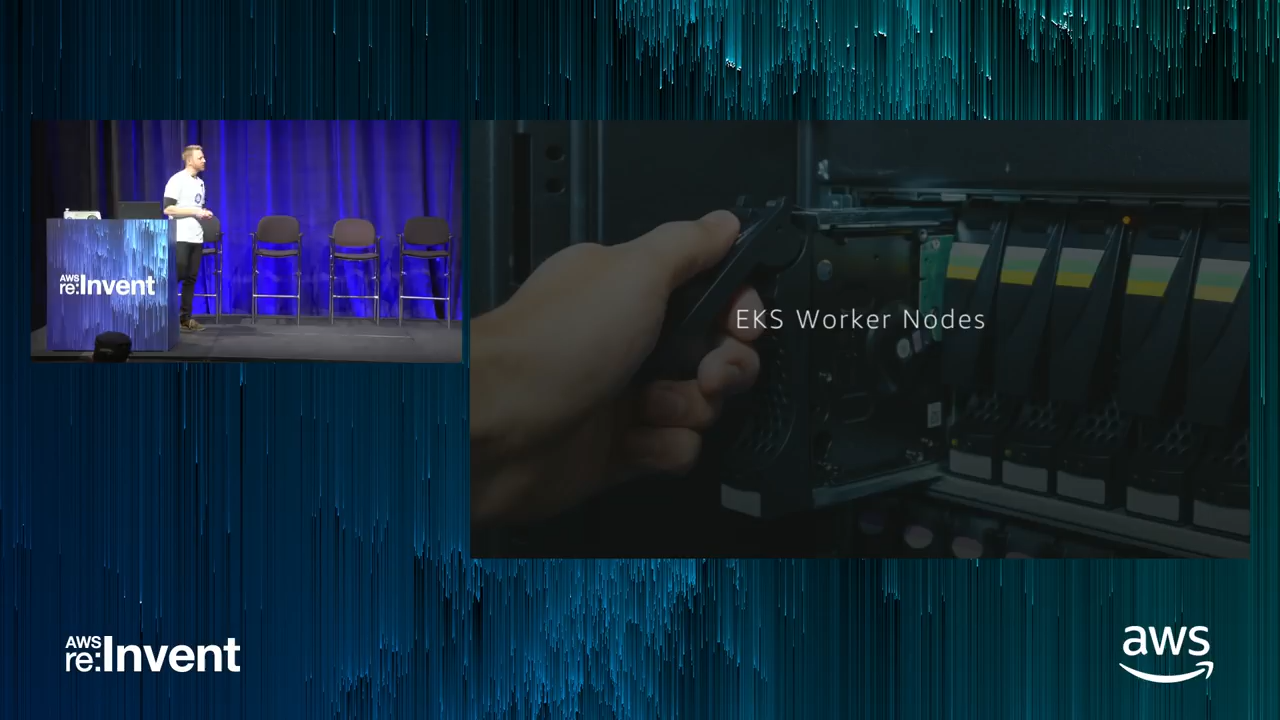 AWS
re:Invent
EKS Worker Nodes
AWS
re:Invent
aws